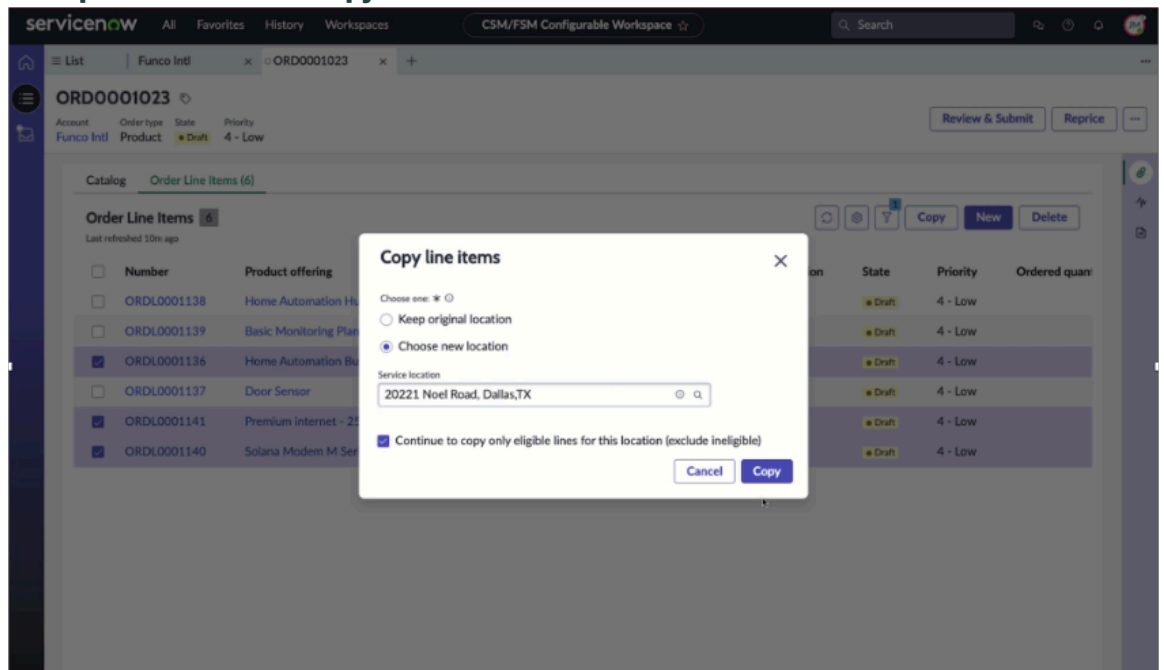 servicenow All Favorites History Workspaces CSM/FSM Configurable Workspace Search
List Funco Intl ORD0001023
ORD0001023
Account Order type State Priority
Funco Intl Product Draft 4 - Low
Review & Submit Reprice
Catalog Order Line Items (6)
Order Line Items 6
Last refreshed 10m ago
1
Copy New Delete
Number Product offering on State Priority Ordered quant
ORDL0001138 Home Automation Hu Draft 4 - Low
ORDL0001139 Basic Monitoring Plan Draft 4 - Low
ORDL0001136 Home Automation Bu Draft 4 - Low
ORDL0001137 Door Sensor Draft 4 - Low
ORDL0001141 Premium internet - 25 Draft 4 - Low
ORDL0001140 Solana Modem M Ser Draft 4 - Low
Copy line items
Choose one:
Keep original location
Choose new location
Service location
20221 Noel Road, Dallas,TX
Continue to copy only eligible lines for this location (exclude ineligible)
Cancel Copy